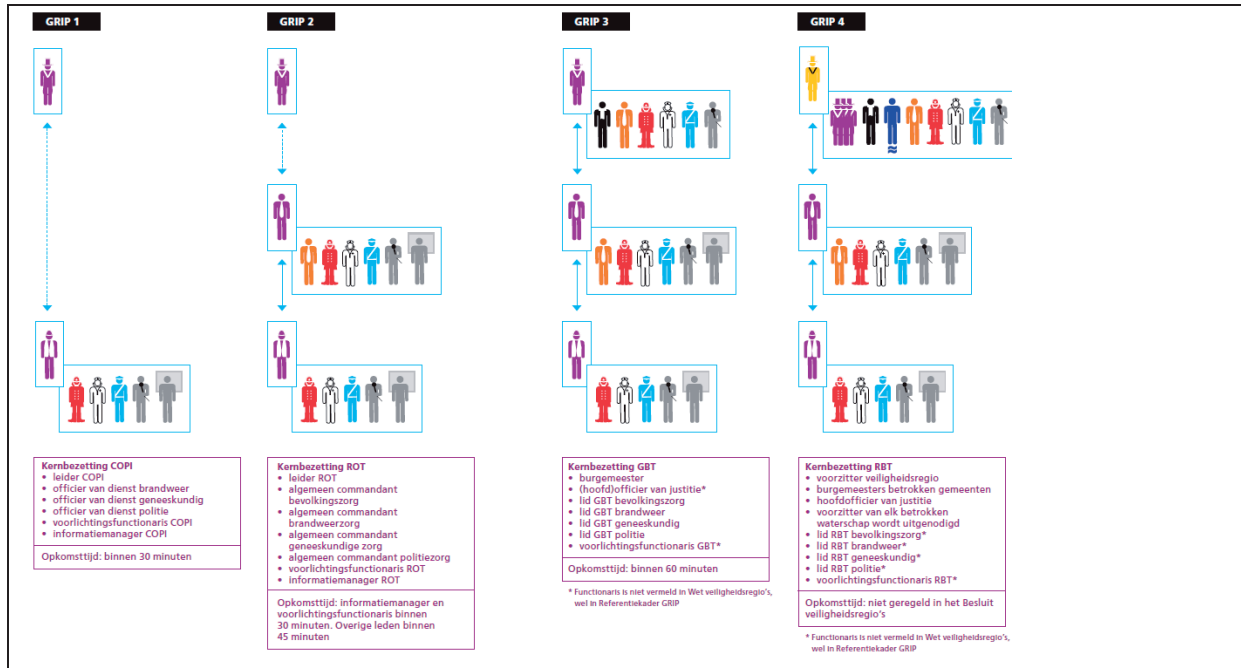 GRIP 1
GRIP 2
GRIP 3
GRIP 4
Kernbezetting COPI
• leider COPI
• officier van dienst brandweer
• officier van dienst geneeskundig
• officier van dienst politie
• voorlichtingsfunctionaris COPI
• informatiemanager COPI
Opkomsttijd: binnen 30 minuten
Kernbezetting ROT
• leider ROT
• algemeen commandant
bevolkingszorg
• algemeen commandant
brandweerzorg
• algemeen commandant
geneeskundige zorg
• algemeen commandant politiezorg
• voorlichtingsfunctionaris ROT
• informatiemanager ROT
Opkomsttijd: informatiemanager en
voorlichtingsfunctionaris binnen
30 minuten. Overige leden binnen
45 minuten
Kernbezetting GBT
• burgemeester
• (hoofd)officier van justitie*
• lid GBT bevolkingszorg
• lid GBT brandweer
• lid GBT geneeskundig
• lid GBT politie
• voorlichtingsfunctionaris GBT*
Opkomsttijd: binnen 60 minuten
* Functionaris is niet vermeld in Wet veiligheidsregio's,
wel in Referentiekader GRIP
Kernbezetting RBT
• voorzitter veiligheidsregio
• burgemeesters betrokken gemeenten
• hoofdofficier van justitie
• voorzitter van elk betrokken
waterschap wordt uitgenodigd
• lid RBT bevolkingszorg*
• lid RBT brandweer*
• lid RBT geneeskundig*
• lid RBT politie*
• voorlichtingsfunctionaris RBT*
Opkomsttijd: niet geregeld in het Besluit
veiligheidsregio's
* Functionaris is niet vermeld in Wet veiligheidsregio's,
wel in Referentiekader GRIP